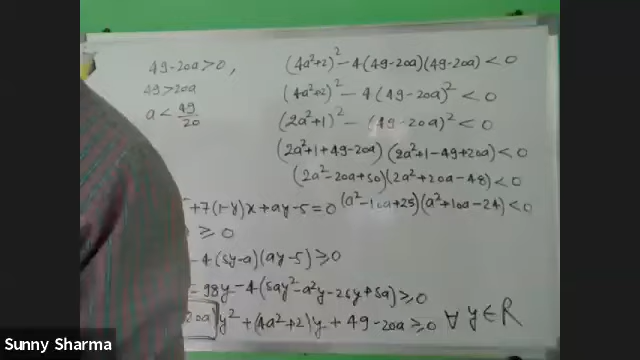 49-20a>0,
49>20a
a < 49/20
(4a²+2)² - 4(49-20a)(49-20a) < 0
(4a²+2)² - 4(49-20a)² < 0
(2a²+1)² - (49-20a)² < 0
(2a²+1+49-20a)(2a²+1-49+20a) < 0
(2a²-20a+50)(2a²+20a-48) < 0
(a²-10a+25)(a²+10a-24) < 0
+7(1-y)x+ay-5=0
≥ 0
-4(5y-a)(ay-5) ≥ 0
= 98y-4(5ay²-a²y-25y+5a) ≥ 0
20a)y² + (4a²+2)y + 49-20a ≥ 0 ∀ y ∈ R
Sunny Sharma